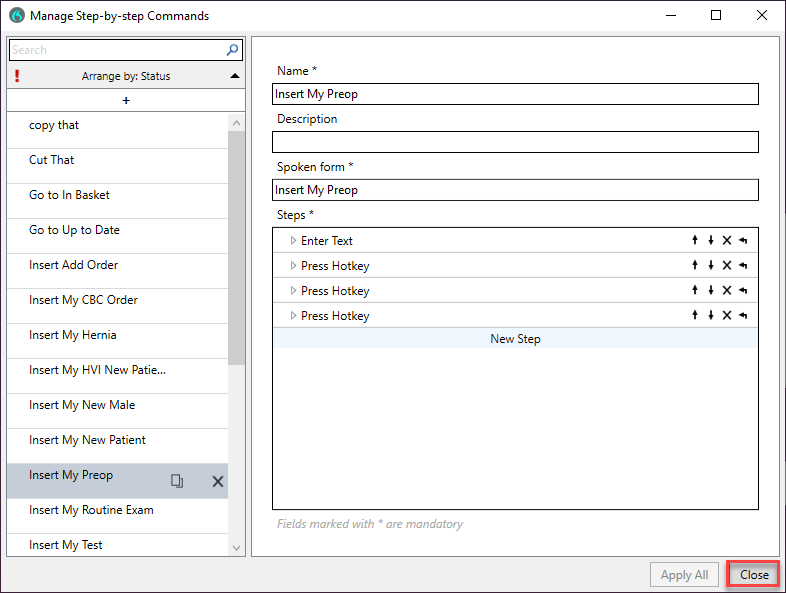 Manage Step-by-step Commands
Search
Arrange by: Status
+
copy that
Cut That
Go to In Basket
Go to Up to Date
Insert Add Order
Insert My CBC Order
Insert My Hernia
Insert My HVI New Patie...
Insert My New Male
Insert My New Patient
Insert My Preop
Insert My Routine Exam
Insert My Test
Name *
Insert My Preop
Description
Spoken form *
Insert My Preop
Steps *
Enter Text
Press Hotkey
Press Hotkey
Press Hotkey
New Step
Fields marked with * are mandatory
Apply All
Close